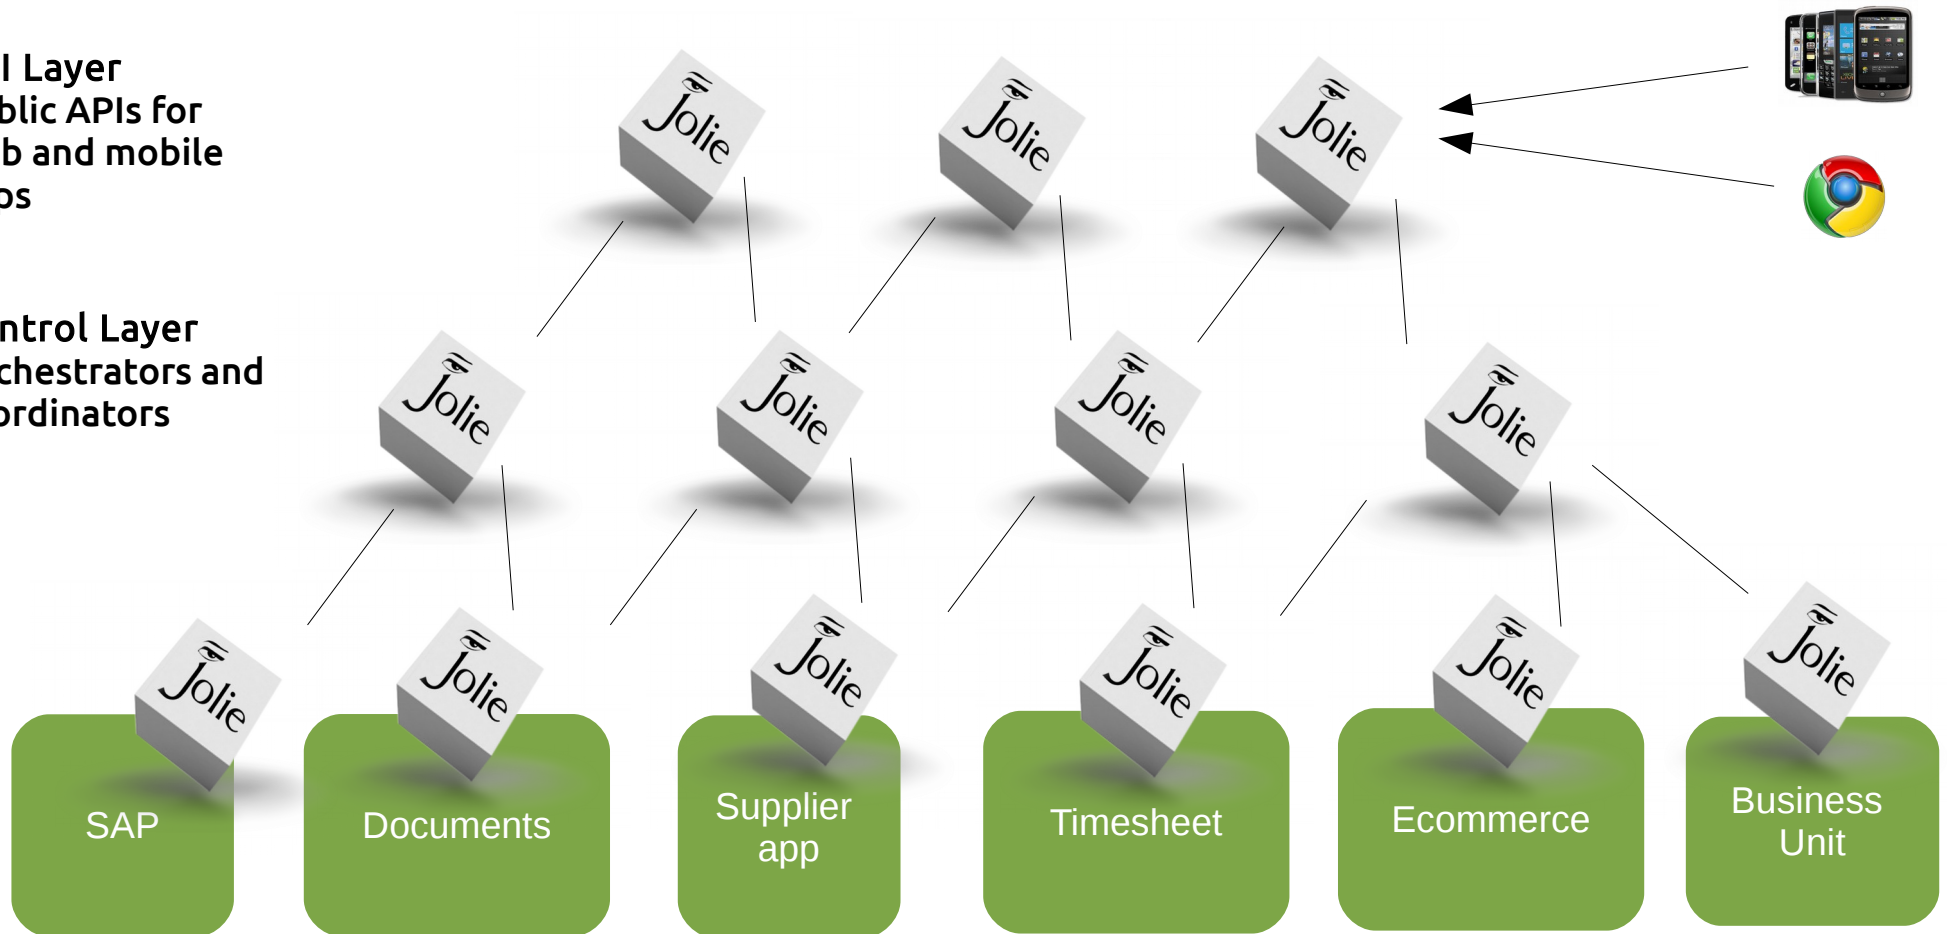 I Layer
blic APIs for
b and mobile
ps
Jolie
Jolie
Jolie
ntrol Layer
chestrators and
ordinators
Jolie
Jolie
Jolie
Jolie
Jolie
Jolie
Jolie
Jolie
Jolie
Jolie
SAP
Documents
Supplier
app
Timesheet
Ecommerce
Business
Unit